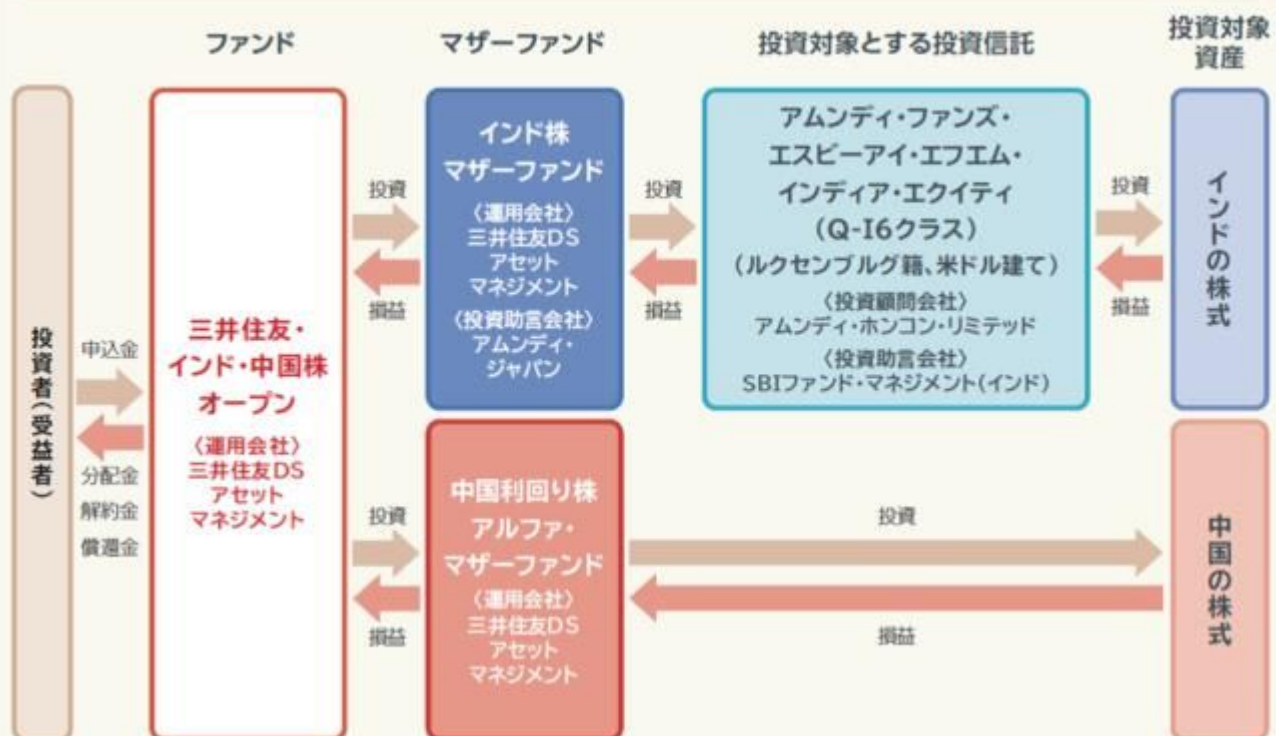 ファンド
マザーファンド
投資対象とする投資信託
投資対象
資産
投資者(受益者)
申込金
分配金
解約金
償還金
三井住友・
インド・中国株
オープン
〈運用会社〉
三井住友DS
アセット
マネジメント
投資
損益
インド株
マザーファンド
〈運用会社〉
三井住友DS
アセット
マネジメント
〈投資助言会社〉
アムンディ・
ジャパン
投資
損益
アムンディ・ファンズ・
エスビーアイ・エフエム・
インディア・エクイティ
(Q-I6クラス)
(ルクセンブルグ籍、米ドル建て)
〈投資顧問会社〉
アムンディ・ホンコン・リミテッド
〈投資助言会社〉
SBIファンド・マネジメント(インド)
投資
損益
インドの株式
投資
損益
中国利回り株
アルファ・
マザーファンド
〈運用会社〉
三井住友DS
アセット
マネジメント
投資
損益
中国の株式